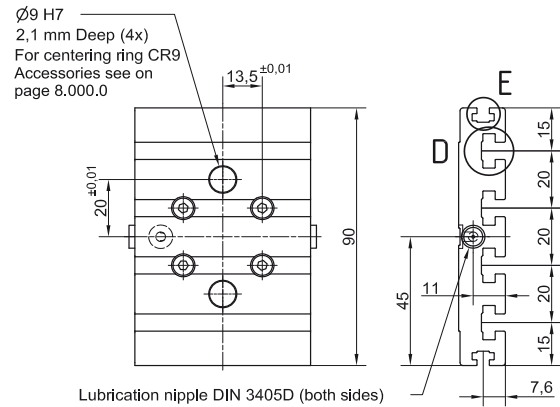 Ø9 H7
2,1 mm Deep (4x)
For centering ring CR9
Accessories see on
page 8.000.0
13,5 ±0,01
E
D
15
20 ±0,01
20
90
20
11
45
20
15
7,6
Lubrication nipple DIN 3405D (both sides)